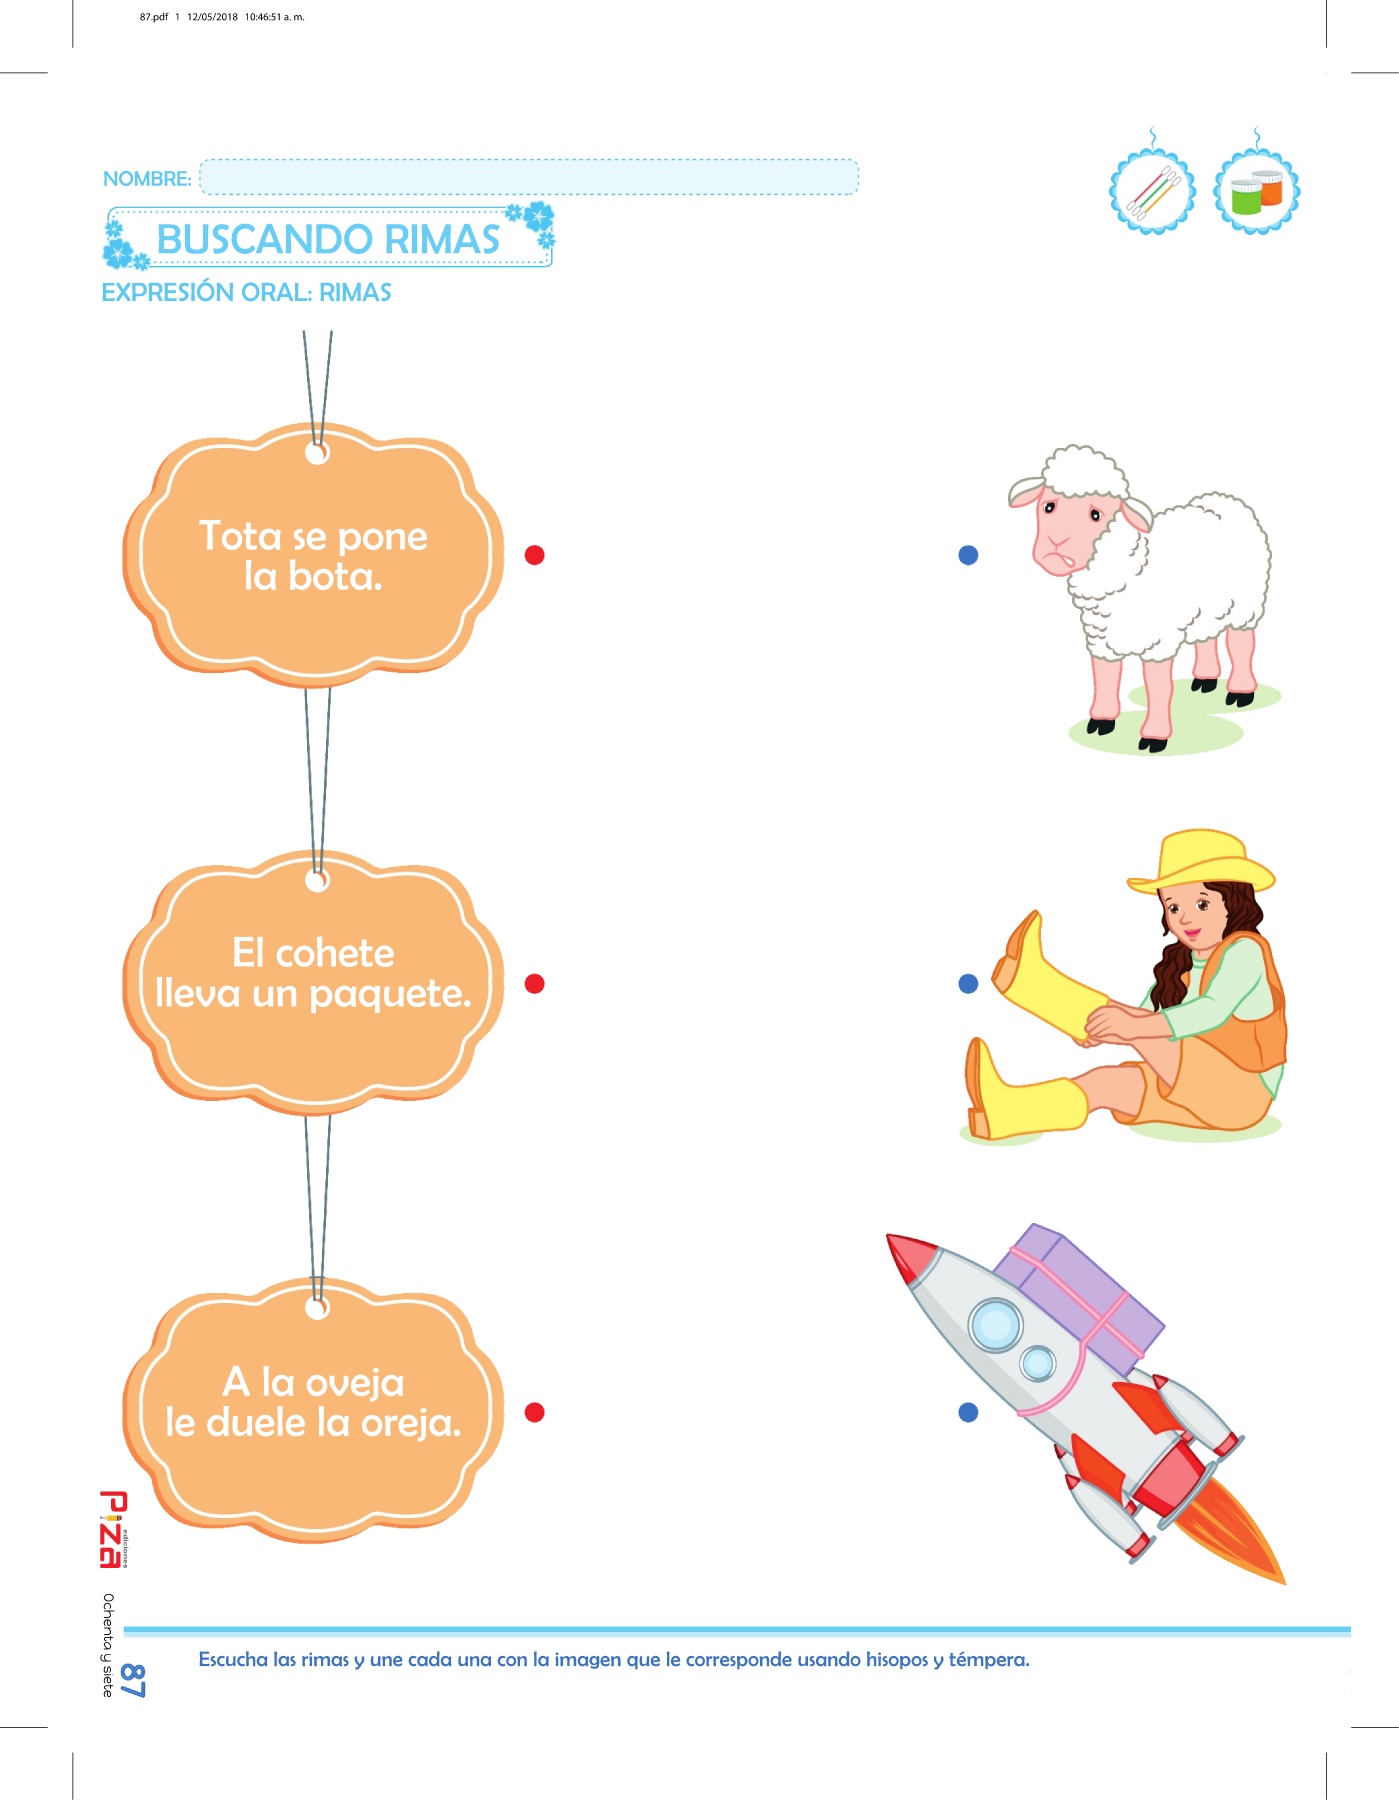 87.pdf 1 12/05/2018 10:46:51 a. m.
NOMBRE:
BUSCANDO RIMAS
EXPRESIÓN ORAL: RIMAS
Tota se pone
la bota.
El cohete
lleva un paquete.
A la oveja
le duele la oreja.
Piza
ediciones
Ochenta y siete
87
Escucha las rimas y une cada una con la imagen que le corresponde usando hisopos y témpera.